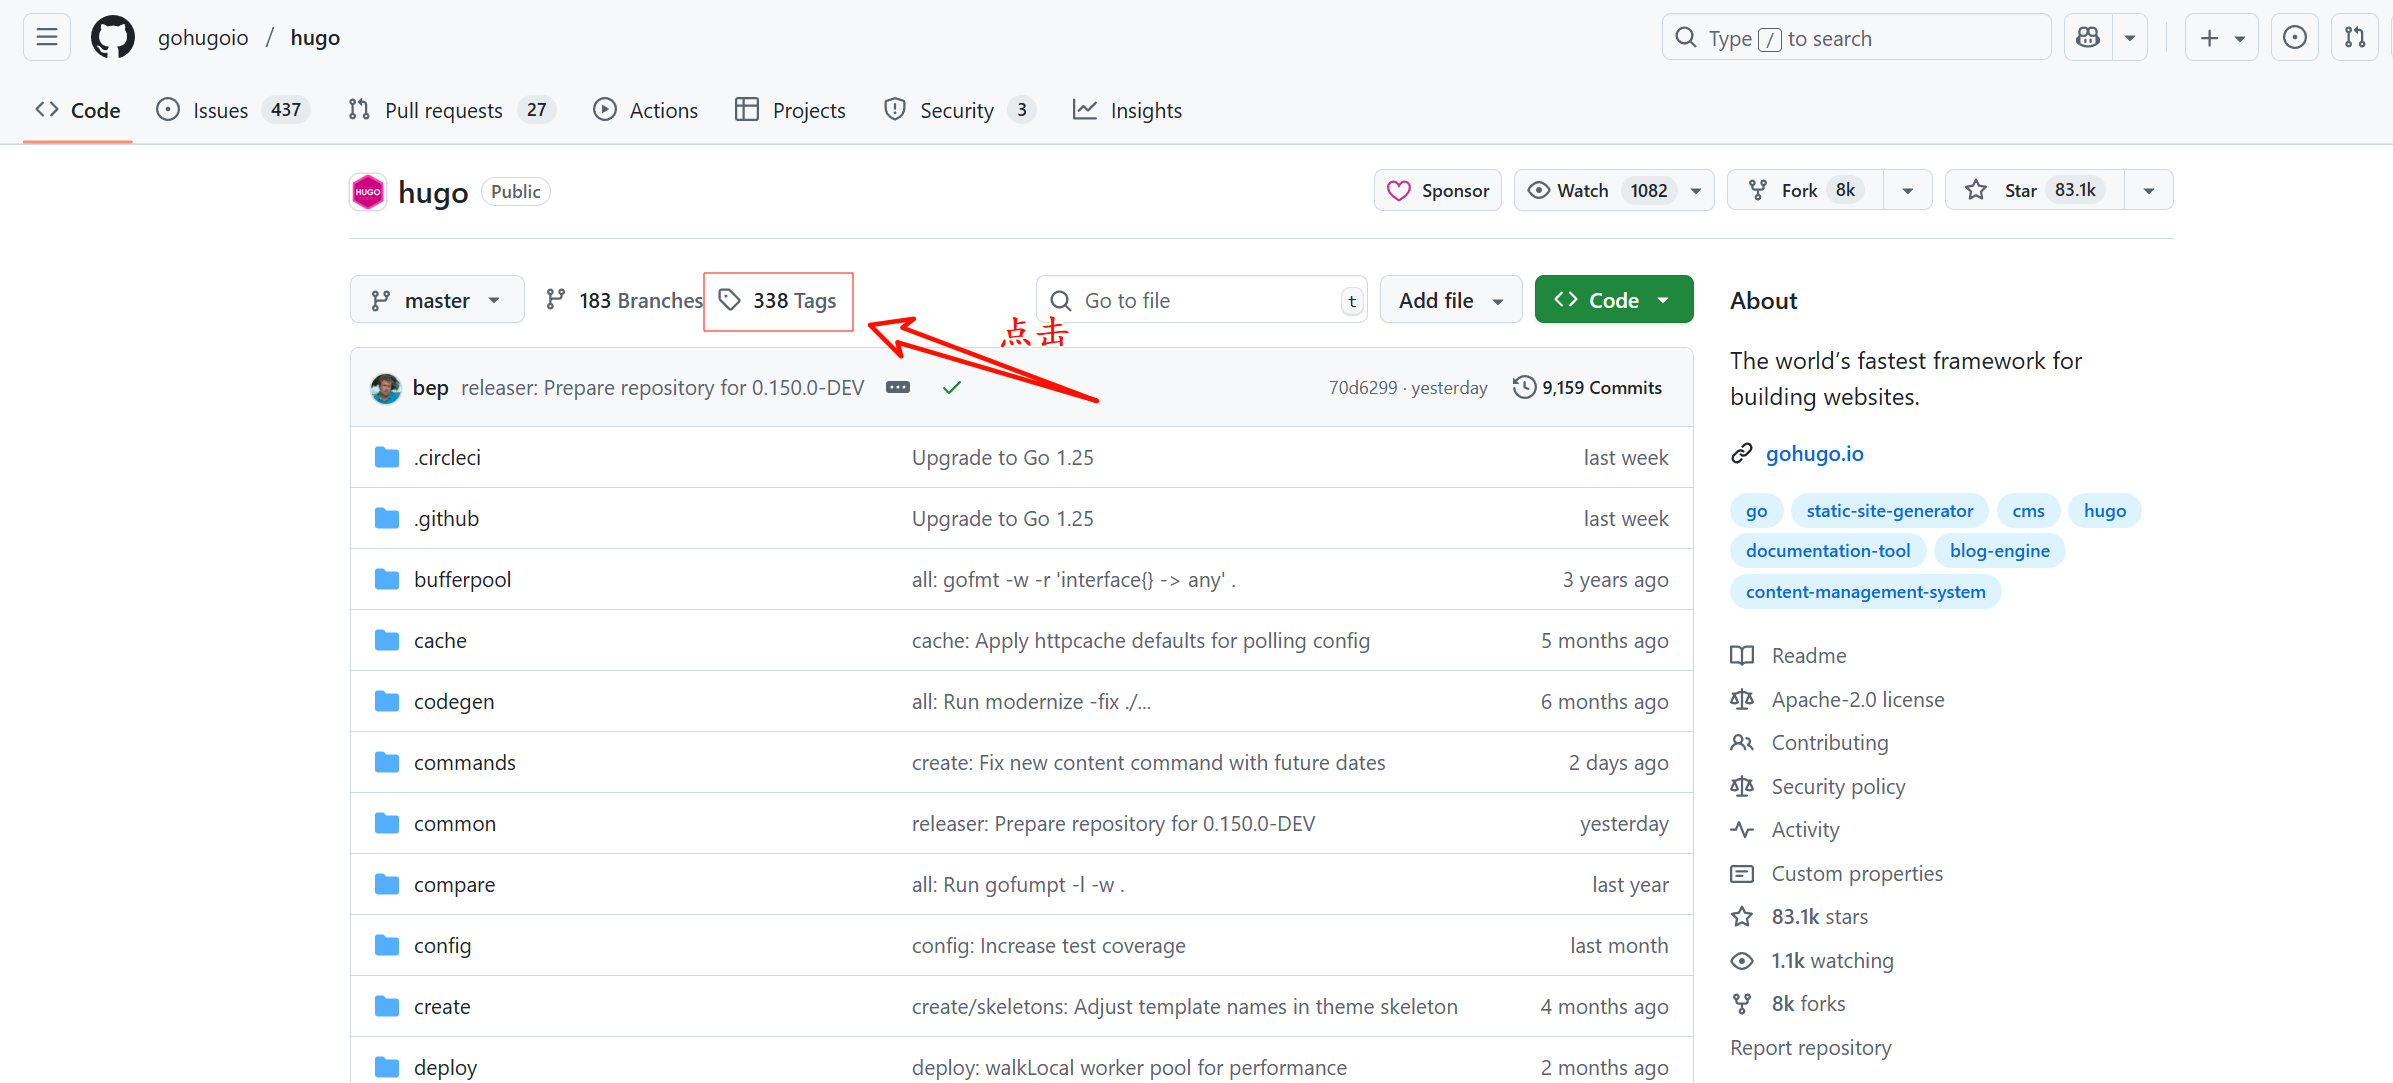 gohugoio / hugo
Type / to search
Code Issues 437 Pull requests 27 Actions Projects Security 3 Insights
HUGO hugo Public
Sponsor Watch 1082 Fork 8k Star 83.1k
master 183 Branches 338 Tags Go to file t Add file Code
点击
bep releaser: Prepare repository for 0.150.0-DEV 70d6299 · yesterday 9,159 Commits
.circleci Upgrade to Go 1.25 last week
.github Upgrade to Go 1.25 last week
bufferpool all: gofmt -w -r 'interface{} -> any' . 3 years ago
cache cache: Apply httpcache defaults for polling config 5 months ago
codegen all: Run modernize -fix ./... 6 months ago
commands create: Fix new content command with future dates 2 days ago
common releaser: Prepare repository for 0.150.0-DEV yesterday
compare all: Run gofumpt -l -w . last year
config config: Increase test coverage last month
create create/skeletons: Adjust template names in theme skeleton 4 months ago
deploy deploy: walkLocal worker pool for performance 2 months ago
About
The world’s fastest framework for
building websites.
gohugo.io
go static-site-generator cms hugo
documentation-tool blog-engine
content-management-system
Readme
Apache-2.0 license
Contributing
Security policy
Activity
Custom properties
83.1k stars
1.1k watching
8k forks
Report repository